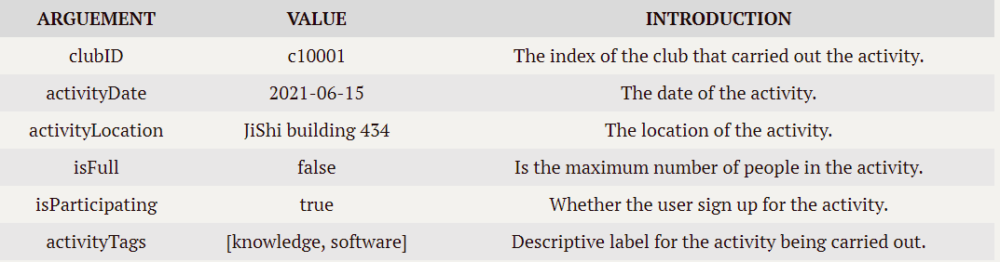 ARGUEMENT VALUE INTRODUCTION
clubID c10001 The index of the club that carried out the activity.
activityDate 2021-06-15 The date of the activity.
activityLocation JiShi building 434 The location of the activity.
isFull false Is the maximum number of people in the activity.
isParticipating true Whether the user sign up for the activity.
activityTags [knowledge, software] Descriptive label for the activity being carried out.